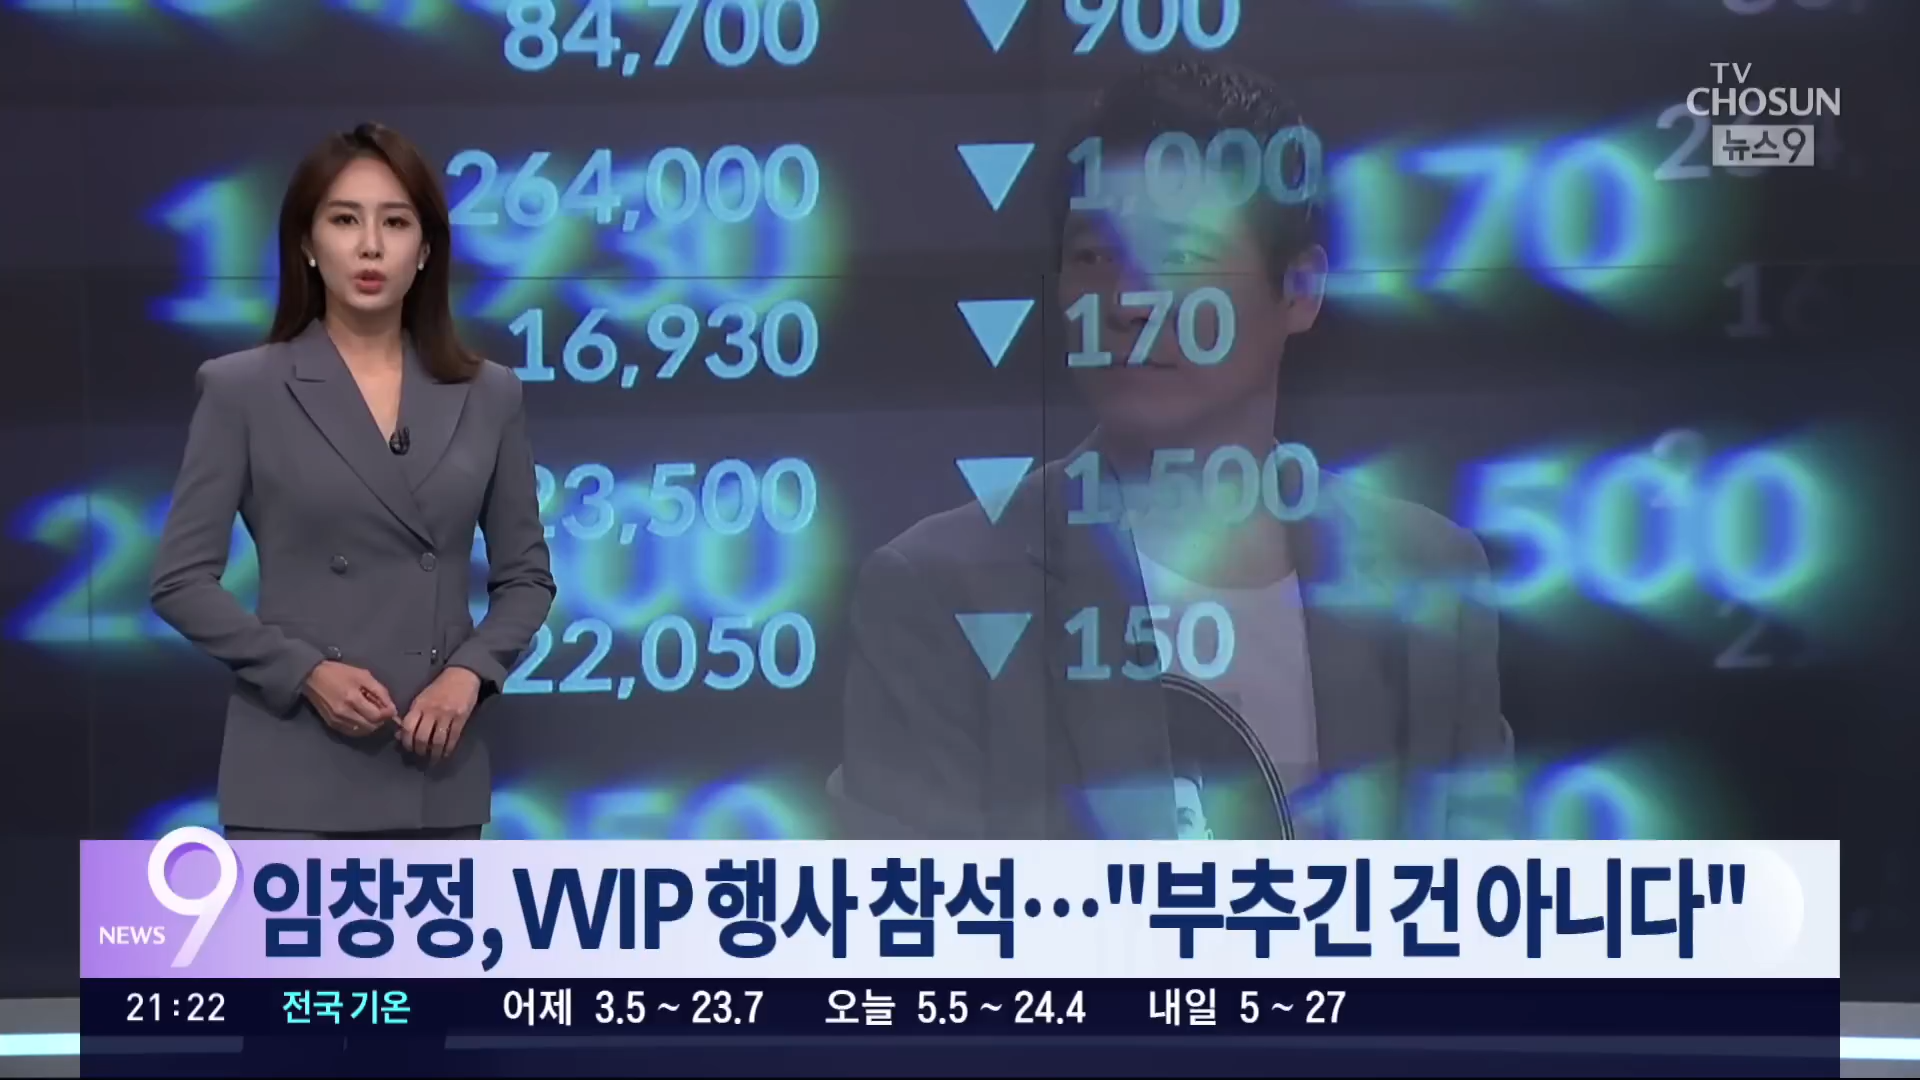 84,700 ▼ 900
TV
CHOSUN
뉴스9
264,000 ▼ 1,000
170
16,930 ▼ 170
23,500 ▼ 1,500
1,500
22,050 ▼ 150
150
NEWS 9
임창정, VVIP 행사 참석…"부추긴 건 아니다"
21:22 전국 기온 어제 3.5 ~ 23.7 오늘 5.5 ~ 24.4 내일 5 ~ 27